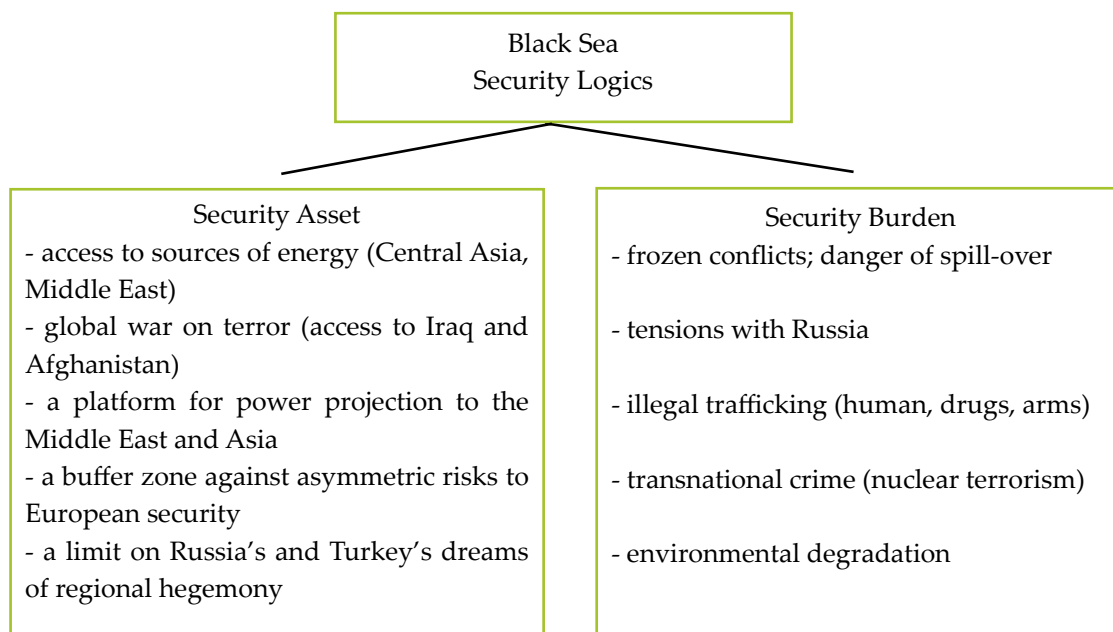 Black Sea
Security Logics
Security Asset
- access to sources of energy (Central Asia,
Middle East)
- global war on terror (access to Iraq and
Afghanistan)
- a platform for power projection to the
Middle East and Asia
- a buffer zone against asymmetric risks to
European security
- a limit on Russia’s and Turkey’s dreams
of regional hegemony
Security Burden
- frozen conflicts; danger of spill-over
- tensions with Russia
- illegal trafficking (human, drugs, arms)
- transnational crime (nuclear terrorism)
- environmental degradation